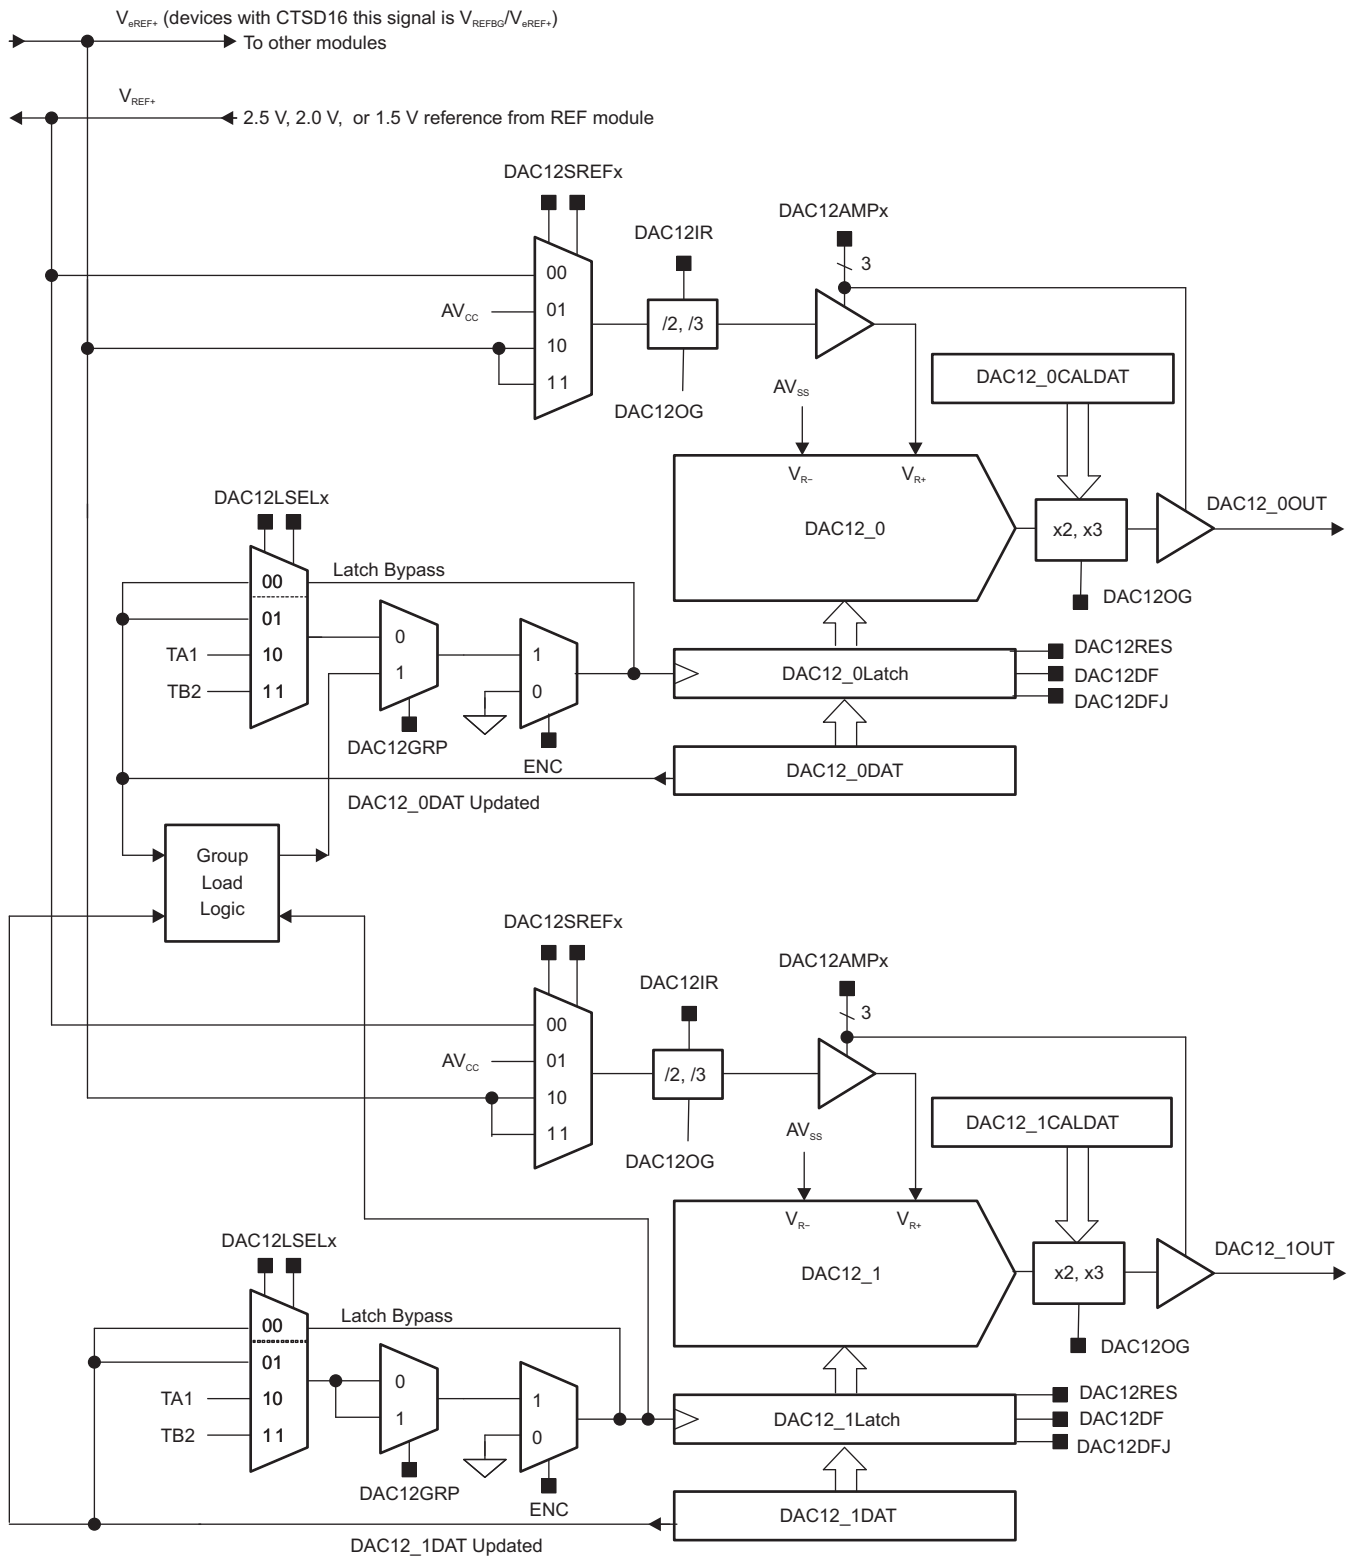 VeREF+ (devices with CTSD16 this signal is VREFBG/VeREF+)
To other modules
VREF+
2.5 V, 2.0 V, or 1.5 V reference from REF module
DAC12SREFx
DAC12IR
DAC12AMPx
3
00
AVCC
01
/2, /3
10
11
DAC12OG
AVSS
DAC12_0CALDAT
VR−
VR+
DAC12_0
x2, x3
DAC12_0OUT
DAC12OG
DAC12LSELx
00
Latch Bypass
01
TA1
10
TB2
11
0
1
DAC12GRP
1
0
ENC
DAC12_0Latch
DAC12RES
DAC12DF
DAC12DFJ
DAC12_0DAT
DAC12_0DAT Updated
Group
Load
Logic
DAC12SREFx
DAC12IR
DAC12AMPx
3
00
AVCC
01
/2, /3
10
11
DAC12OG
AVSS
DAC12_1CALDAT
VR−
VR+
DAC12_1
x2, x3
DAC12_1OUT
DAC12OG
DAC12LSELx
00
Latch Bypass
01
TA1
10
TB2
11
0
1
DAC12GRP
1
0
ENC
DAC12_1Latch
DAC12RES
DAC12DF
DAC12DFJ
DAC12_1DAT
DAC12_1DAT Updated